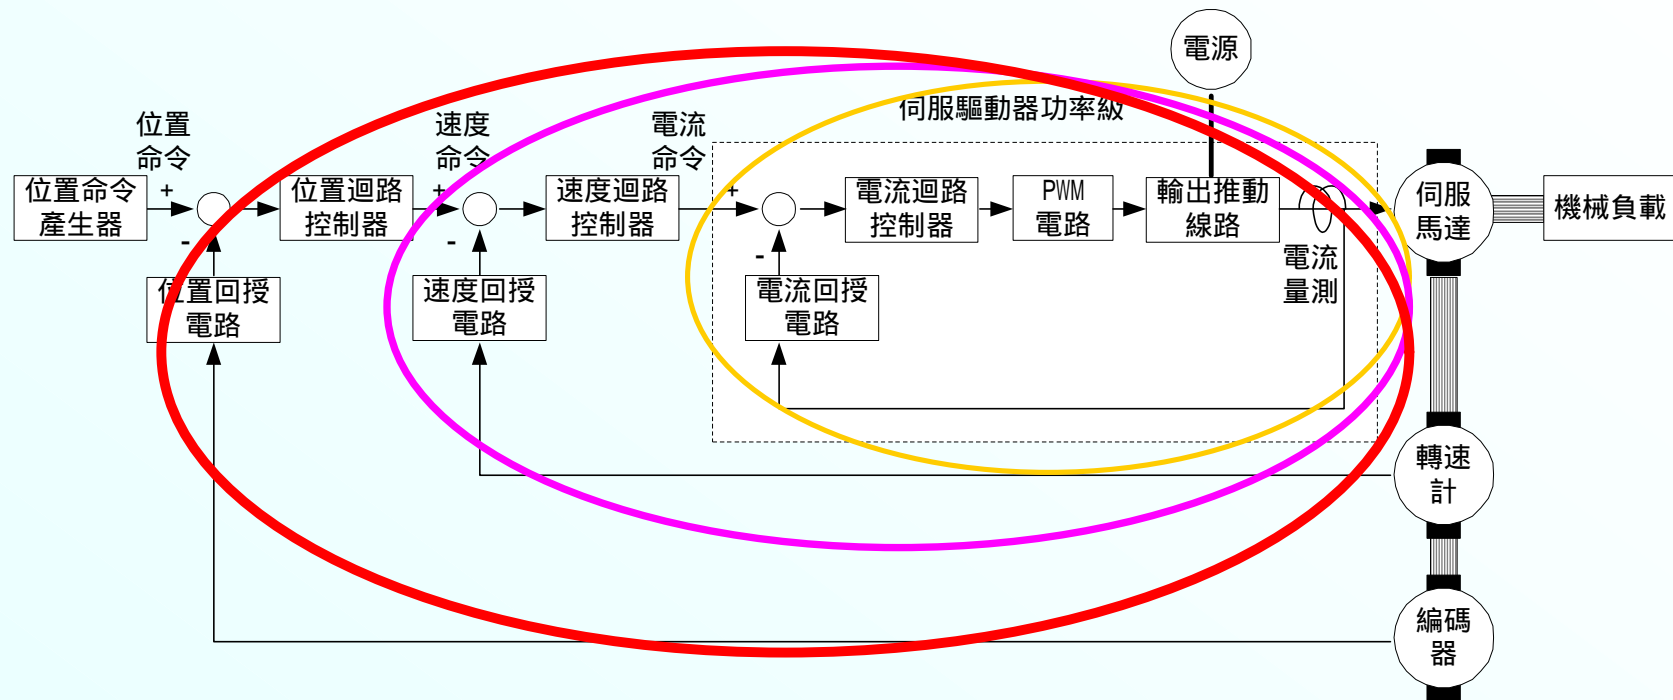 電源
伺服驅動器功率級
位置
命令
速度
命令
電流
命令
位置命令
產生器
+
-
位置迴路
控制器
+
-
速度迴路
控制器
+
-
電流迴路
控制器
PWM
電路
輸出推動
線路
伺服
馬達
機械負載
電流
量測
位置回授
電路
速度回授
電路
電流回授
電路
轉速
計
編碼
器